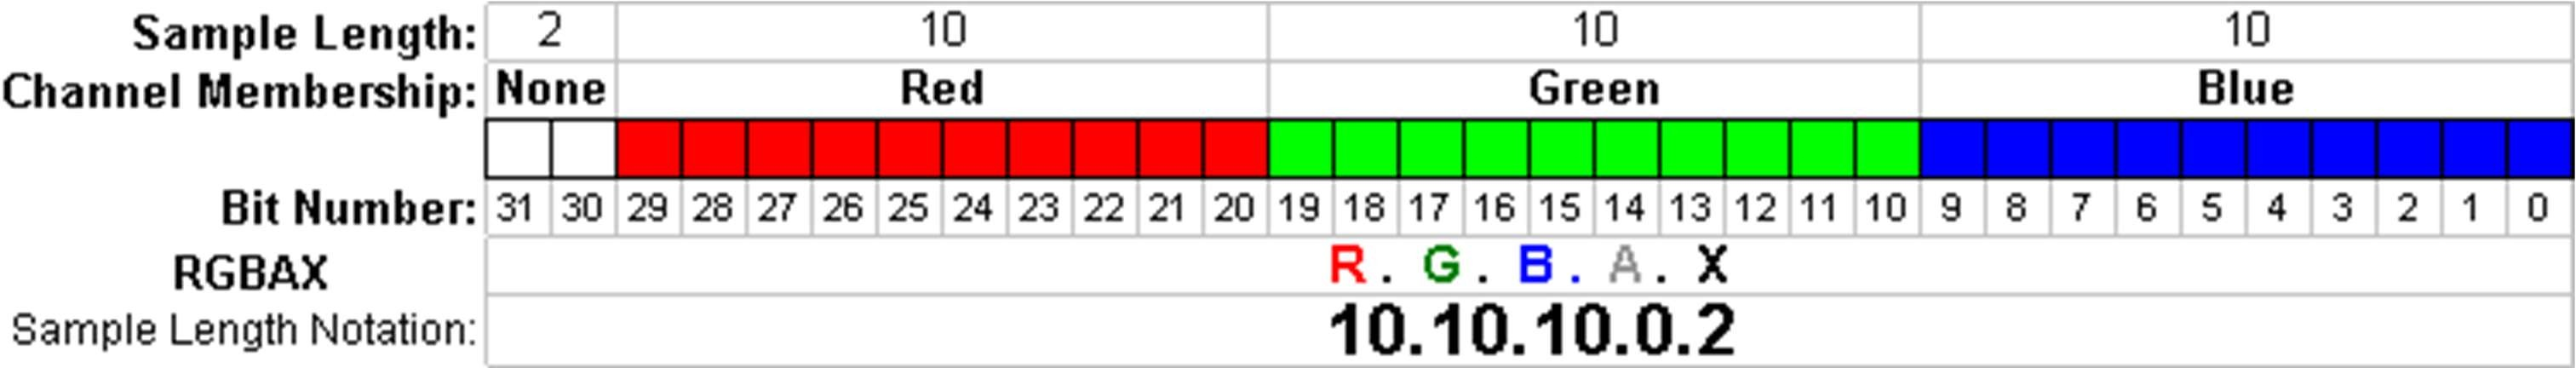 Sample Length: 2 10 10 10
Channel Membership: None Red Green Blue
Bit Number: 31 30 29 28 27 26 25 24 23 22 21 20 19 18 17 16 15 14 13 12 11 10 9 8 7 6 5 4 3 2 1 0
RGBAX R. G. B. A. X
Sample Length Notation: 10.10.10.0.2